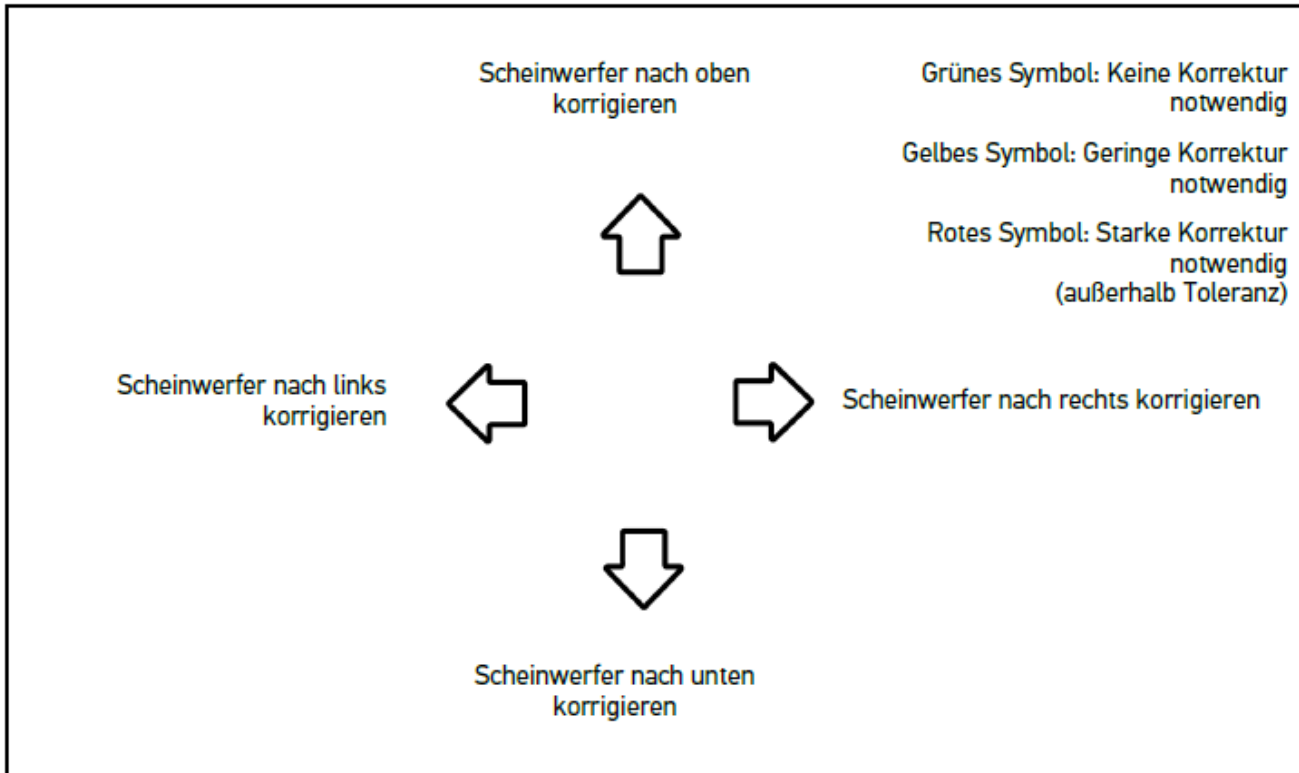 Scheinwerfer nach oben
korrigieren
Grünes Symbol: Keine Korrektur
notwendig
Gelbes Symbol: Geringe Korrektur
notwendig
Rotes Symbol: Starke Korrektur
notwendig
(außerhalb Toleranz)
Scheinwerfer nach links
korrigieren
Scheinwerfer nach rechts korrigieren
Scheinwerfer nach unten
korrigieren